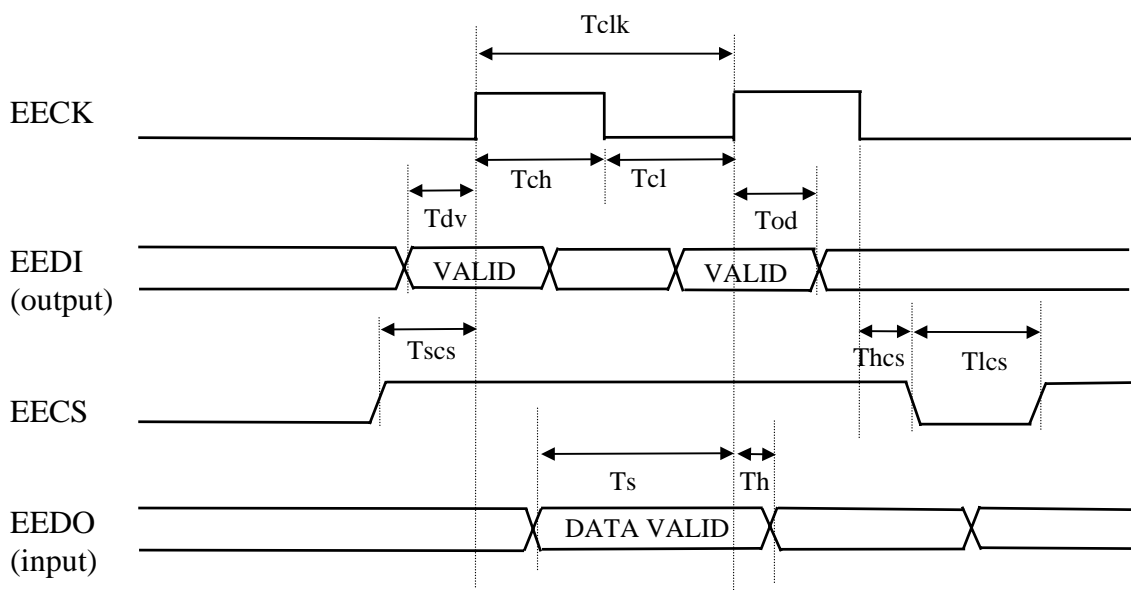 Tclk
EECK
Tch
Tcl
Tdv
Tod
EEDI
(output)
VALID
VALID
Tscs
Thcs
Tlcs
EECS
Ts
Th
EEDO
(input)
DATA VALID